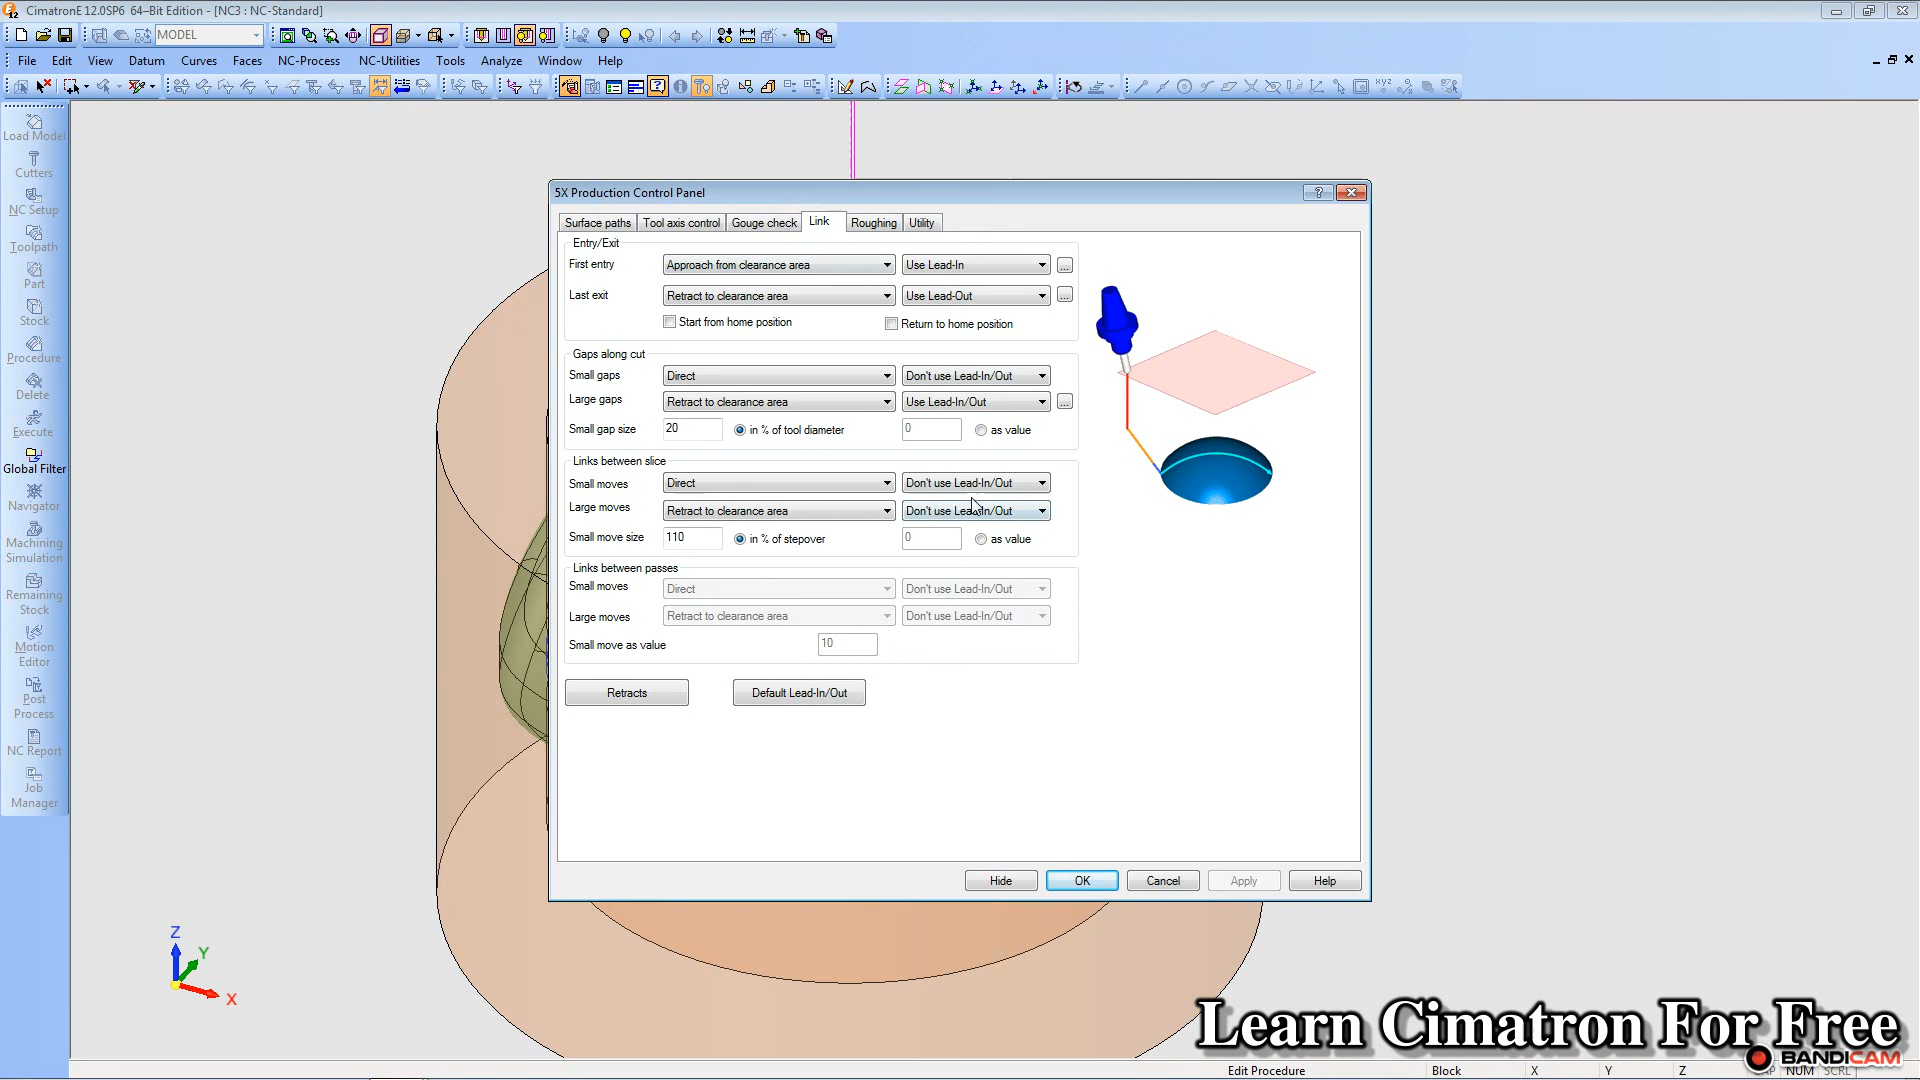 CimatronE 12.0SP6 64-Bit Edition - [NC3 : NC-Standard]
MODEL
File Edit View Datum Curves Faces NC-Process NC-Utilities Tools Analyze Window Help
Load Model
Cutters
NC Setup
Toolpath
Part
Stock
Procedure
Delete
Execute
Global Filter
Navigator
Machining
Simulation
Remaining
Stock
Motion
Editor
Post
Process
NC Report
Job
Manager
5X Production Control Panel
Surface paths Tool axis control Gouge check Link Roughing Utility
Entry/Exit
First entry Approach from clearance area Use Lead-In ...
Last exit Retract to clearance area Use Lead-Out ...
Start from home position Return to home position
Gaps along cut
Small gaps Direct Don't use Lead-In/Out
Large gaps Retract to clearance area Use Lead-In/Out ...
Small gap size 20 in % of tool diameter 0 as value
Links between slice
Small moves Direct Don't use Lead-In/Out
Large moves Retract to clearance area Don't use Lead-In/Out
Small move size 110 in % of stepover 0 as value
Links between passes
Small moves Direct Don't use Lead-In/Out
Large moves Retract to clearance area Don't use Lead-In/Out
Small move as value 10
Retracts Default Lead-In/Out
Hide OK Cancel Apply Help
Z
Y
X
Learn Cimatron For Free
BANDICAM
Edit Procedure Block X Y Z NUM SCRL